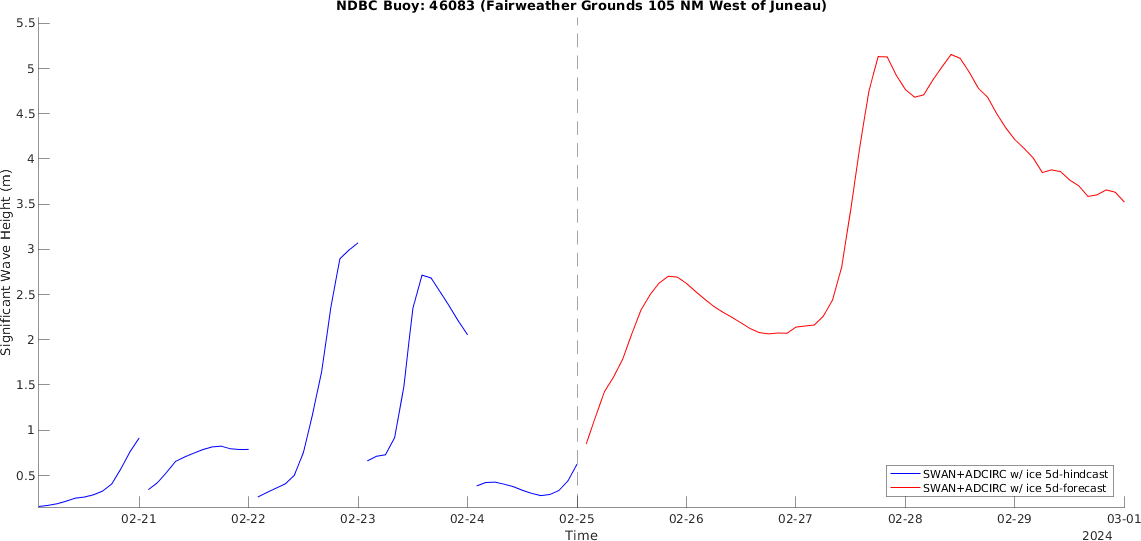 NDBC Buoy: 46083 (Fairweather Grounds 105 NM West of Juneau)
5.5
5
4.5
4
3.5
3
2.5
2
1.5
1
0.5
Significant Wave Height (m)
SWAN+ADCIRC w/ ice 5d-hindcast
SWAN+ADCIRC w/ ice 5d-forecast
02-21 02-22 02-23 02-24 02-25 02-26 02-27 02-28 02-29 03-01
Time
2024